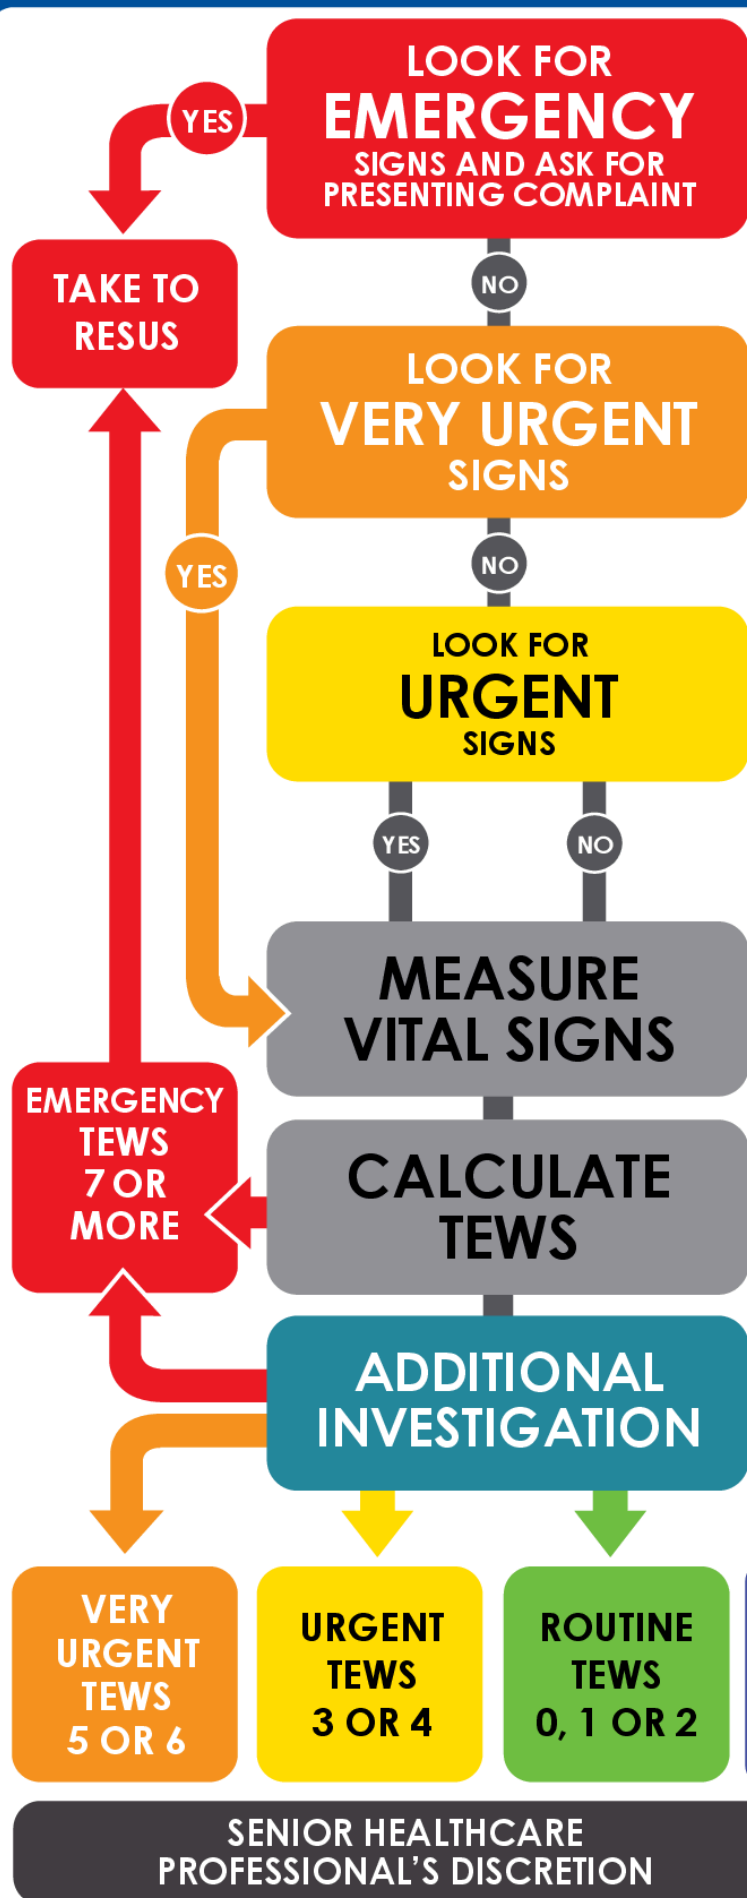 LOOK FOR
EMERGENCY
SIGNS AND ASK FOR
PRESENTING COMPLAINT
YES
TAKE TO
RESUS
NO
LOOK FOR
VERY URGENT
SIGNS
YES
NO
LOOK FOR
URGENT
SIGNS
YES
NO
MEASURE
VITAL SIGNS
EMERGENCY
TEWS
7 OR
MORE
CALCULATE
TEWS
ADDITIONAL
INVESTIGATION
VERY
URGENT
TEWS
5 OR 6
URGENT
TEWS
3 OR 4
ROUTINE
TEWS
0, 1 OR 2
SENIOR HEALTHCARE
PROFESSIONAL'S DISCRETION